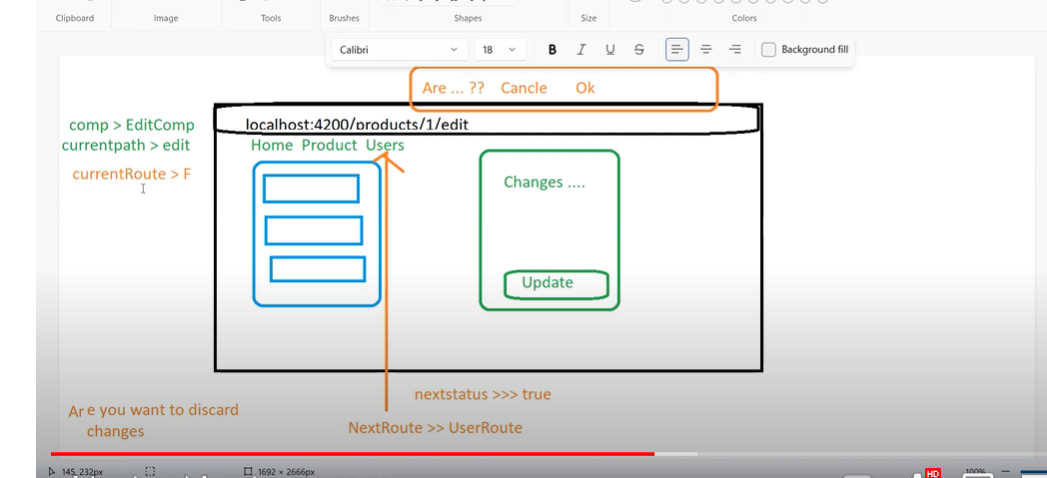 Clipboard Image Tools Brushes Shapes Size Colors
Calibri 18 B I U S Background fill
Are ... ?? Cancle Ok
comp > EditComp
currentpath > edit
currentRoute > F
localhost:4200/products/1/edit
Home Product Users
Changes ....
Update
nextstatus >>> true
NextRoute >> UserRoute
Are you want to discard
changes
145, 232px 1692 × 2666px 100%
HD